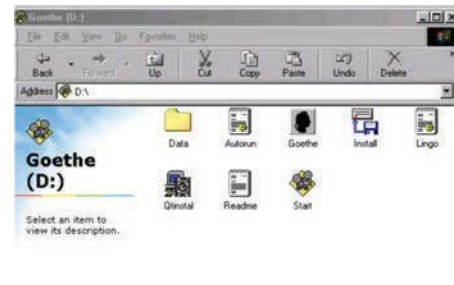 Goethe (D:)
File Edit View Go Favorites Help
Back Forward Up Cut Copy Paste Undo Delete
Address D:\
Goethe
(D:)
Select an item to
view its description.
Data Autorun Goethe Install Lingo
Qtinstal Readme Start